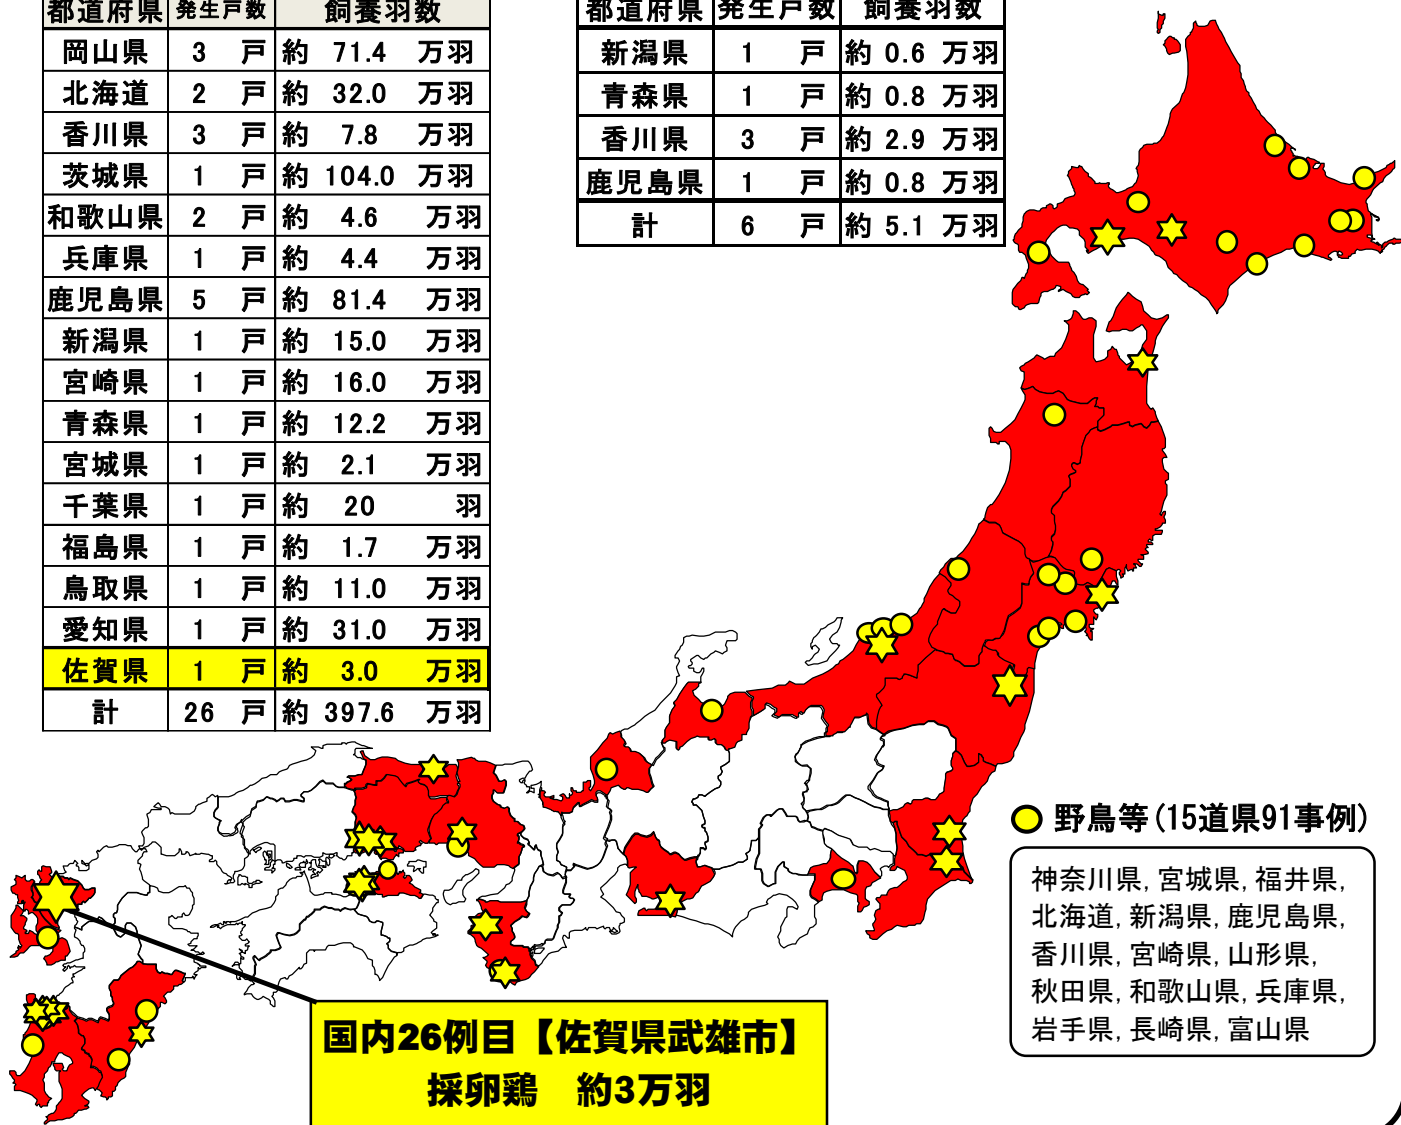 都道府県 発生戸数 飼養羽数
岡山県 3 戸 約 71.4 万羽
北海道 2 戸 約 32.0 万羽
香川県 3 戸 約 7.8 万羽
茨城県 1 戸 約 104.0 万羽
和歌山県 2 戸 約 4.6 万羽
兵庫県 1 戸 約 4.4 万羽
鹿児島県 5 戸 約 81.4 万羽
新潟県 1 戸 約 15.0 万羽
宮崎県 1 戸 約 16.0 万羽
青森県 1 戸 約 12.2 万羽
宮城県 1 戸 約 2.1 万羽
千葉県 1 戸 約 20 羽
福島県 1 戸 約 1.7 万羽
鳥取県 1 戸 約 11.0 万羽
愛知県 1 戸 約 31.0 万羽
佐賀県 1 戸 約 3.0 万羽
計 26 戸 約 397.6 万羽
都道府県 発生戸数 飼養羽数
新潟県 1 戸 約 0.6 万羽
青森県 1 戸 約 0.8 万羽
香川県 3 戸 約 2.9 万羽
鹿児島県 1 戸 約 0.8 万羽
計 6 戸 約 5.1 万羽
野鳥等(15道県91事例)
神奈川県, 宮城県, 福井県,
北海道, 新潟県, 鹿児島県,
香川県, 宮崎県, 山形県,
秋田県, 和歌山県, 兵庫県,
岩手県, 長崎県, 富山県
国内26例目【佐賀県武雄市】
採卵鶏 約3万羽